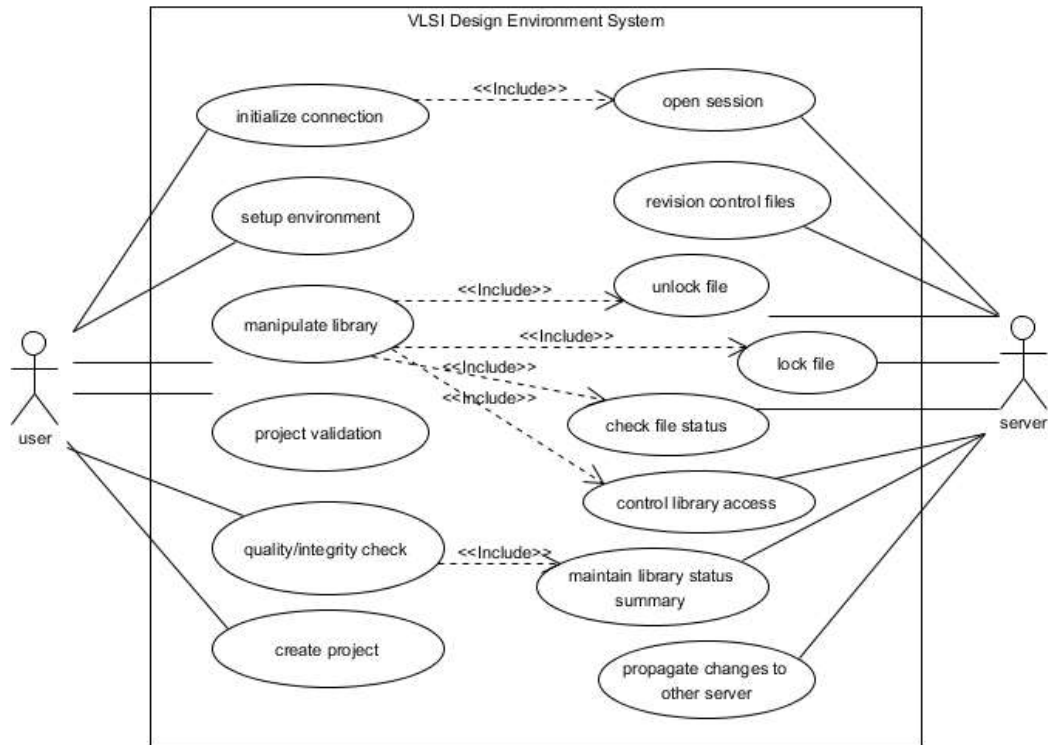 VLSI Design Environment System
<<Include>>
initialize connection
open session
setup environment
revision control files
<<Include>>
unlock file
manipulate library
<<Include>>
lock file
<<Include>>
<<Include>>
project validation
check file status
user
server
control library access
quality/integrity check
<<Include>>
maintain library status
summary
create project
propagate changes to
other server